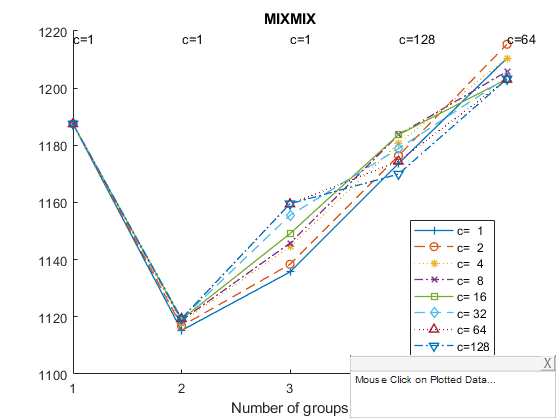 MIXMIX
1220
c=1 c=1 c=1 c=128 c=64
1200
1180
1160
1140
1120
1100
c= 1
c= 2
c= 4
c= 8
c= 16
c= 32
c= 64
c=128
1 2 3
Number of groups
X
Mouse Click on Plotted Data...